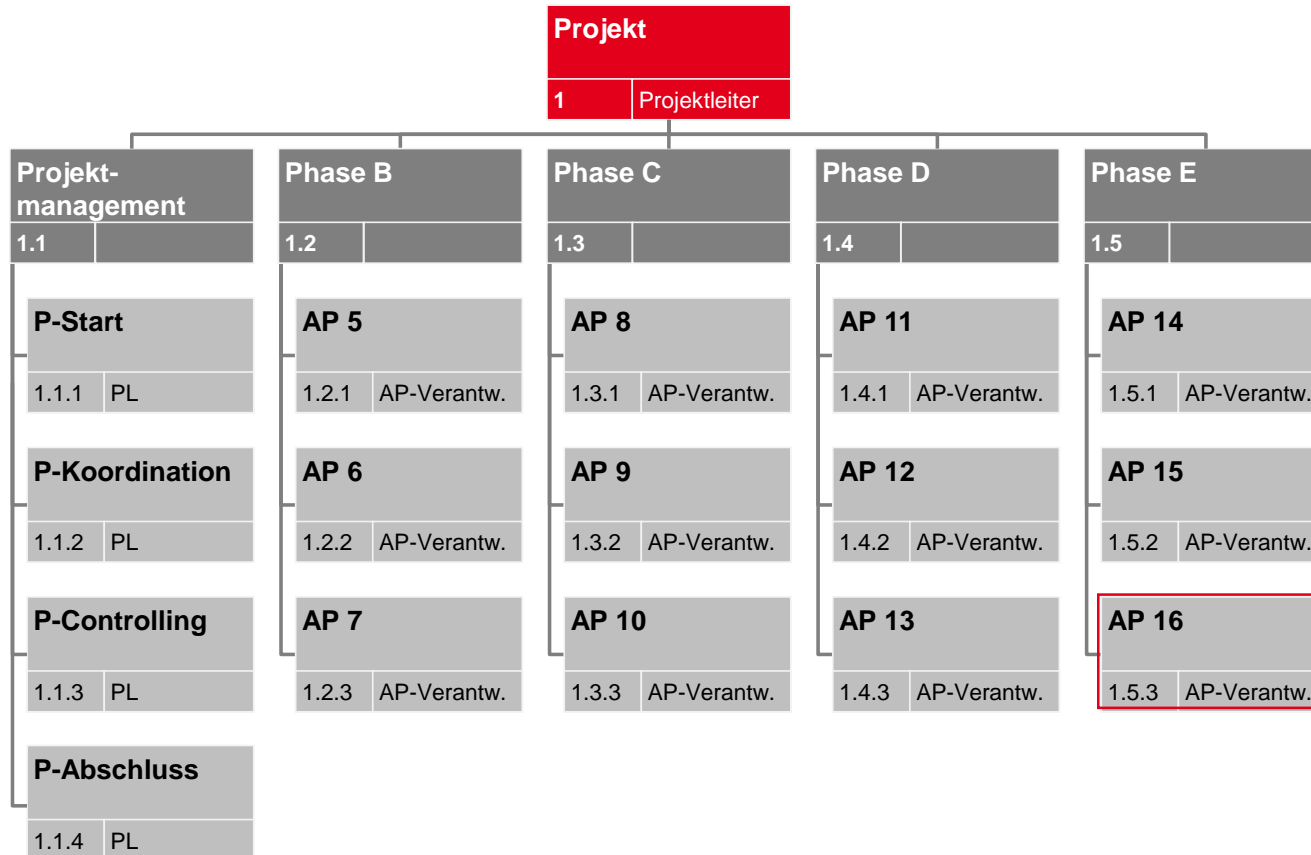 Projekt
1 Projektleiter
Projekt-
management
1.1
Phase B
1.2
Phase C
1.3
Phase D
1.4
Phase E
1.5
P-Start
1.1.1 PL
P-Koordination
1.1.2 PL
P-Controlling
1.1.3 PL
P-Abschluss
1.1.4 PL
AP 5
1.2.1 AP-Verantw.
AP 6
1.2.2 AP-Verantw.
AP 7
1.2.3 AP-Verantw.
AP 8
1.3.1 AP-Verantw.
AP 9
1.3.2 AP-Verantw.
AP 10
1.3.3 AP-Verantw.
AP 11
1.4.1 AP-Verantw.
AP 12
1.4.2 AP-Verantw.
AP 13
1.4.3 AP-Verantw.
AP 14
1.5.1 AP-Verantw.
AP 15
1.5.2 AP-Verantw.
AP 16
1.5.3 AP-Verantw.